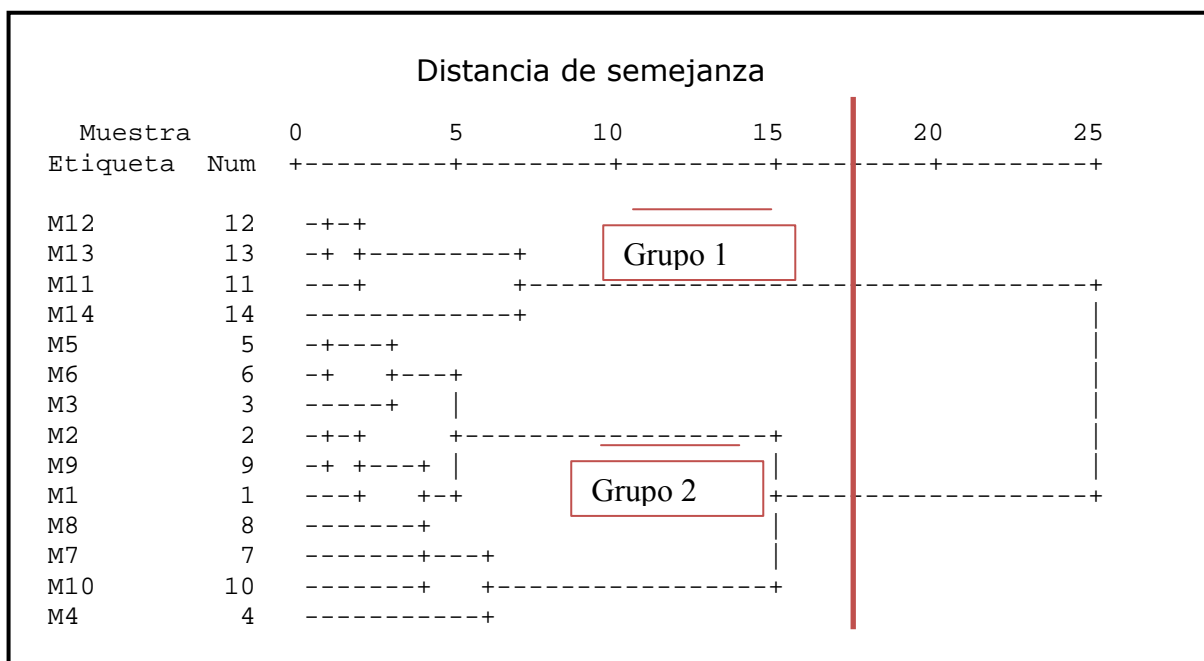 Distancia de semejanza
Muestra 0 5 10 15 20 25
Etiqueta Num +---------+---------+---------+---------+---------+
M12 12 -+-+
M13 13 -+ +---------+
Grupo 1
M11 11 ---+ +-----------------------------------+
M14 14 -------------+ |
M5 5 -+---+ |
M6 6 -+ +---+ |
M3 3 -----+ | |
M2 2 -+-+ +-------------------+ |
M9 9 -+ +---+ | | |
Grupo 2
M1 1 ---+ +-+ +-------------------+
M8 8 -------+ |
M7 7 -------+---+ |
M10 10 -------+ +-----------------+
M4 4 -----------+